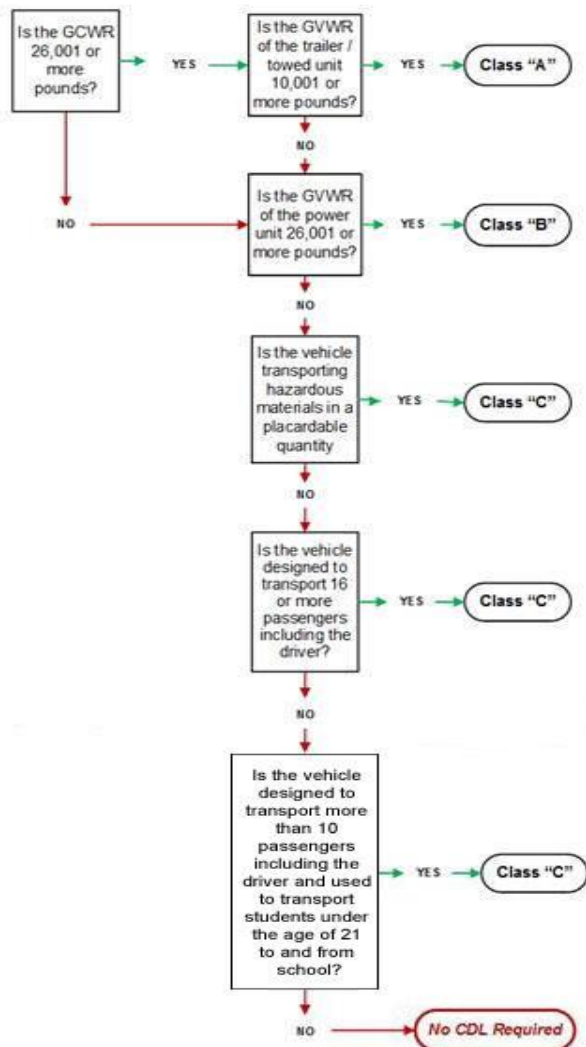 Is the GCWR
26,001 or
more
pounds?
YES
Is the GVWR
of the trailer /
towed unit
10,001 or
more pounds?
YES
Class “A”
NO
NO
Is the GVWR
of the power
unit 26,001 or
more pounds?
YES
Class “B”
NO
Is the vehicle
transporting
hazardous
materials in a
placardable
quantity
YES
Class “C”
NO
Is the vehicle
designed to
transport 16
or more
passengers
including the
driver?
YES
Class “C”
NO
Is the vehicle
designed to
transport more
than 10
passengers
including the
driver and used
to transport
students under
the age of 21
to and from
school?
YES
Class “C”
NO
No CDL Required